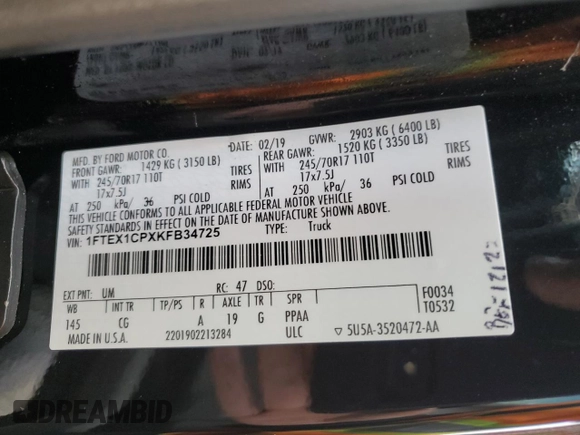 MFD. BY FORD MOTOR CO.
DATE: 02/19 GVWR: 2903 KG ( 6400 LB)
FRONT GAWR: 1429 KG ( 3150 LB) REAR GAWR: 1520 KG ( 3350 LB)
WITH 245/70R17 110T TIRES WITH 245/70R17 110T TIRES
17x7.5J RIMS 17x7.5J RIMS
AT 250 kPa/ 36 PSI COLD AT 250 kPa/ 36 PSI COLD
THIS VEHICLE CONFORMS TO ALL APPLICABLE FEDERAL MOTOR VEHICLE
SAFETY STANDARDS IN EFFECT ON THE DATE OF MANUFACTURE SHOWN ABOVE.
VIN: 1FTEX1CPXKFB34725 TYPE: Truck
EXT PNT: UM RC: 47 DSO: F0034
WB INT TR TP/PS R AXLE TR SPR T0532
145 CG A 19 G PPAA
MADE IN U.S.A. 2201902213284 ULC ▽ 5U5A-3520472-AA
DREAMBID